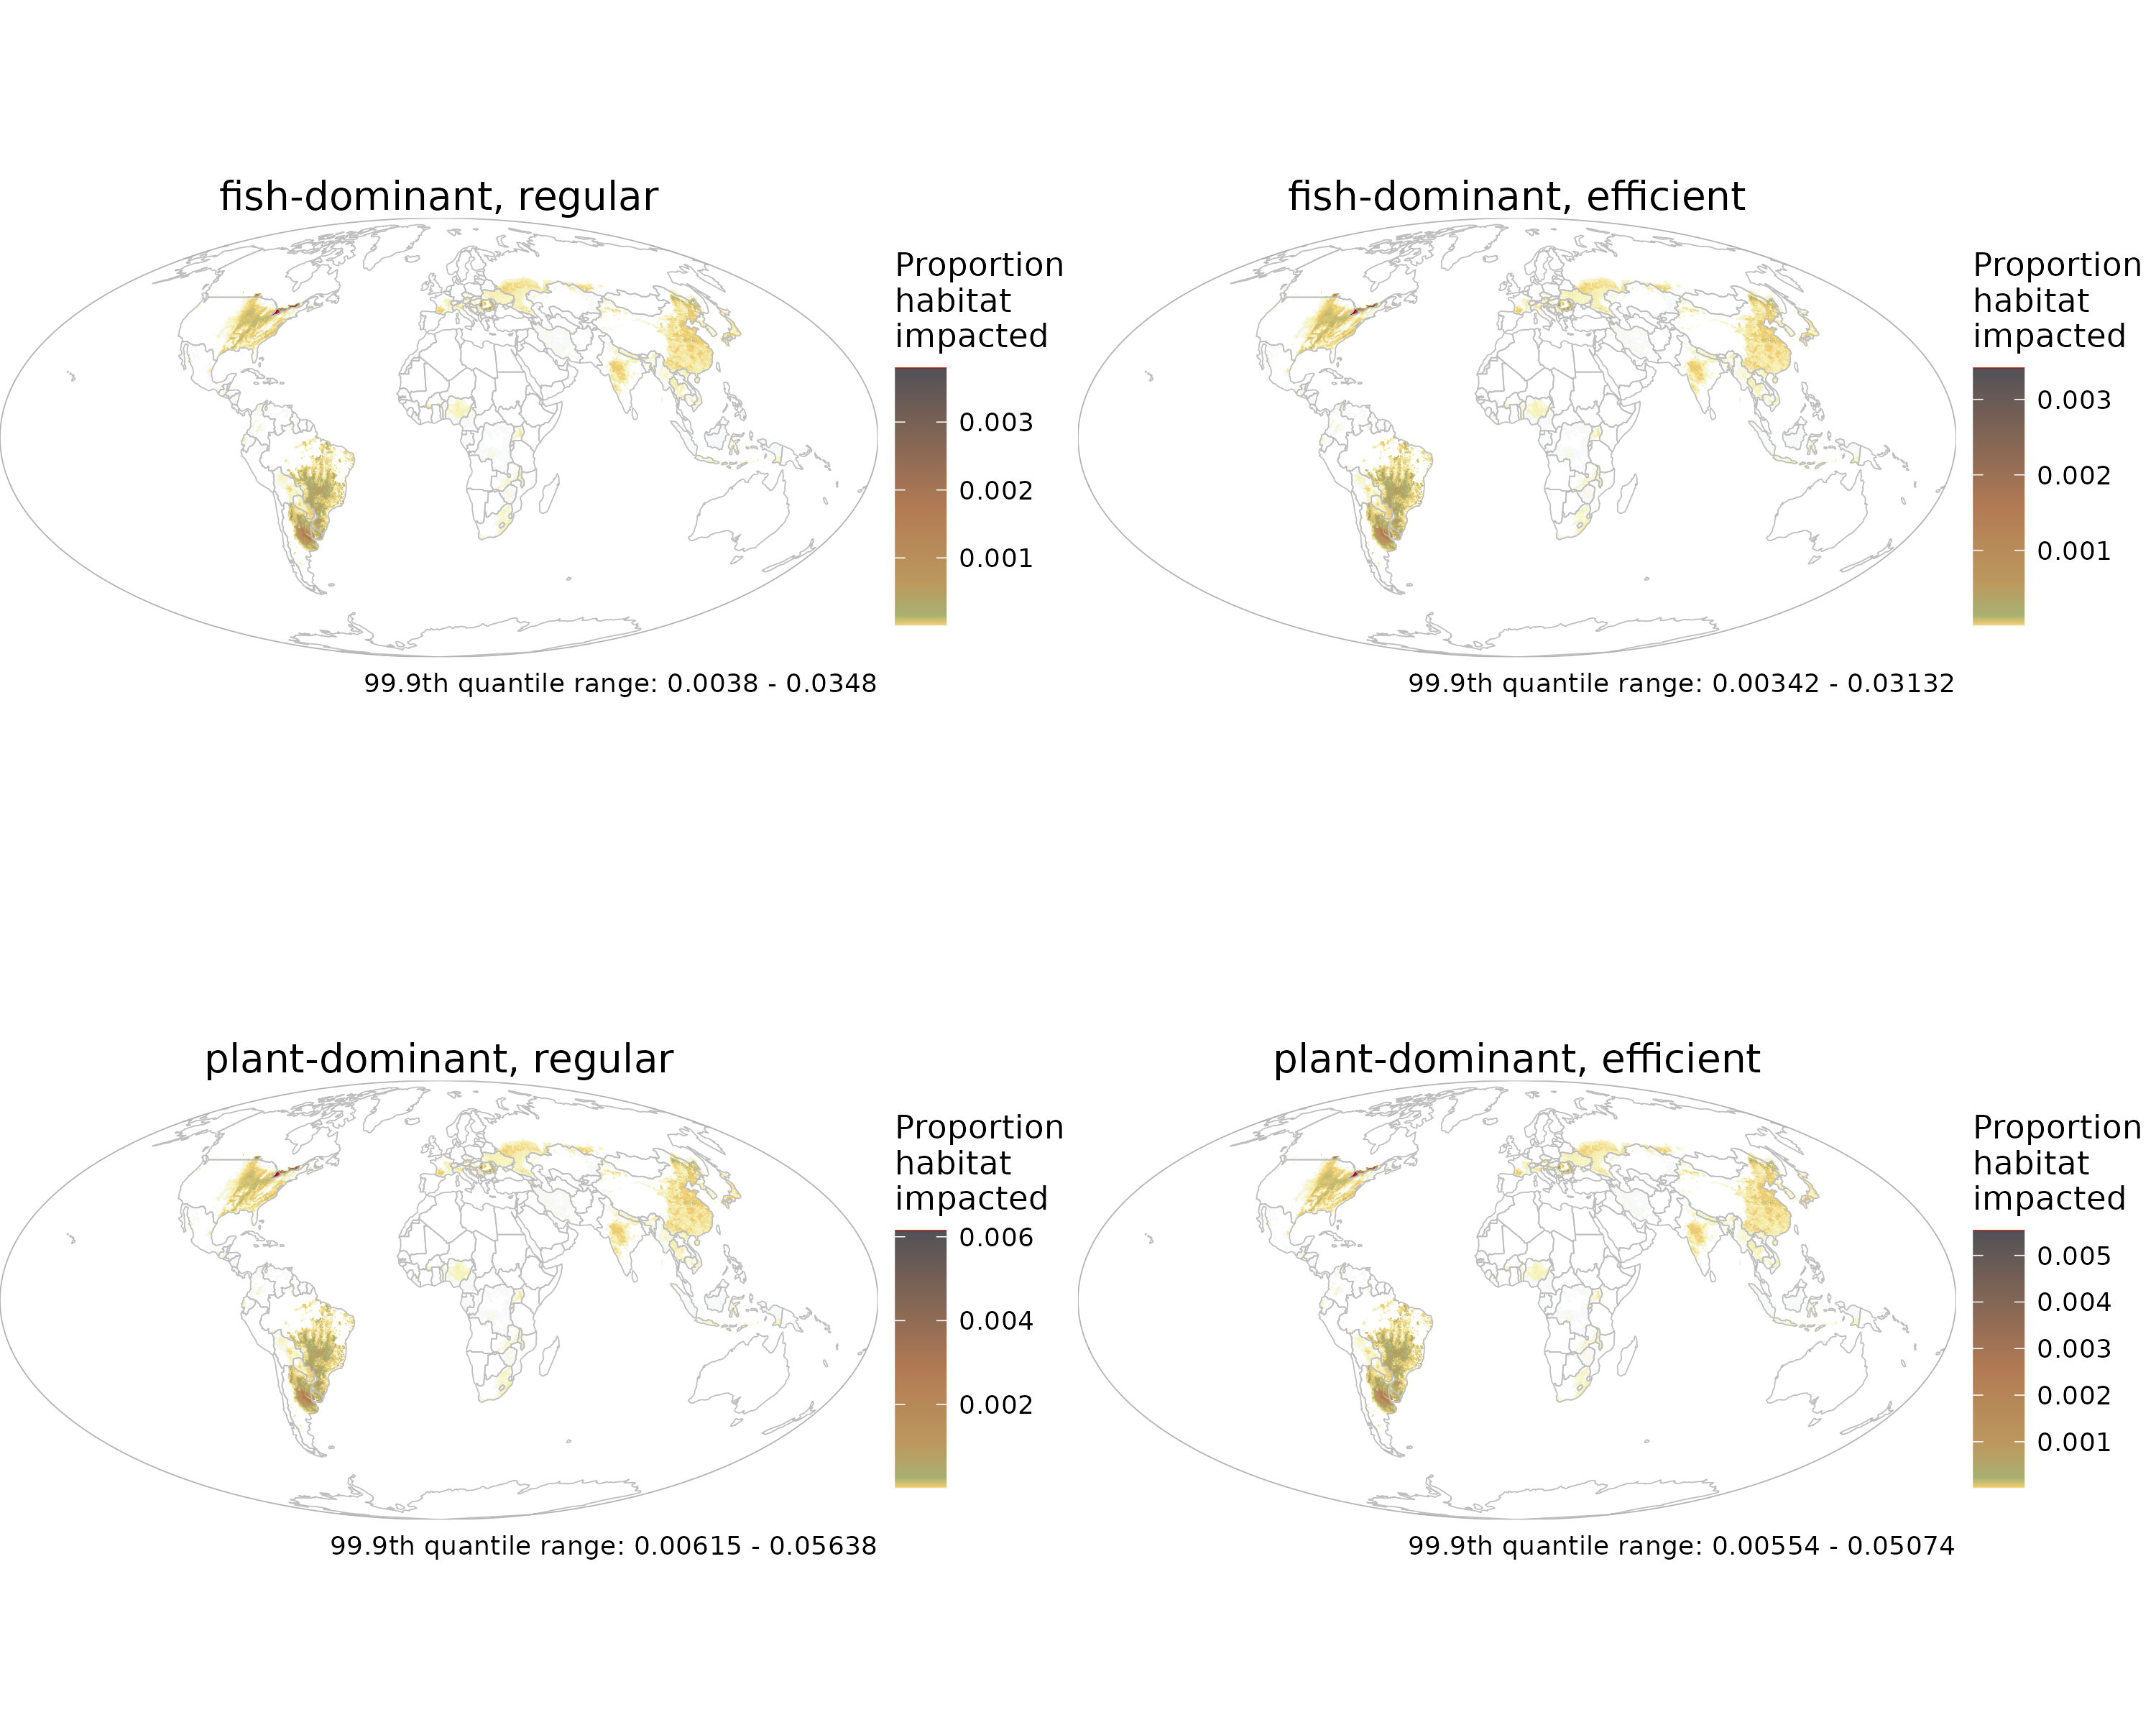 fish-dominant, regular
Proportion
habitat
impacted
0.003
0.002
0.001
99.9th quantile range: 0.0038 - 0.0348
fish-dominant, efficient
Proportion
habitat
impacted
0.003
0.002
0.001
99.9th quantile range: 0.00342 - 0.03132
plant-dominant, regular
Proportion
habitat
impacted
0.006
0.004
0.002
99.9th quantile range: 0.00615 - 0.05638
plant-dominant, efficient
Proportion
habitat
impacted
0.005
0.004
0.003
0.002
0.001
99.9th quantile range: 0.00554 - 0.05074